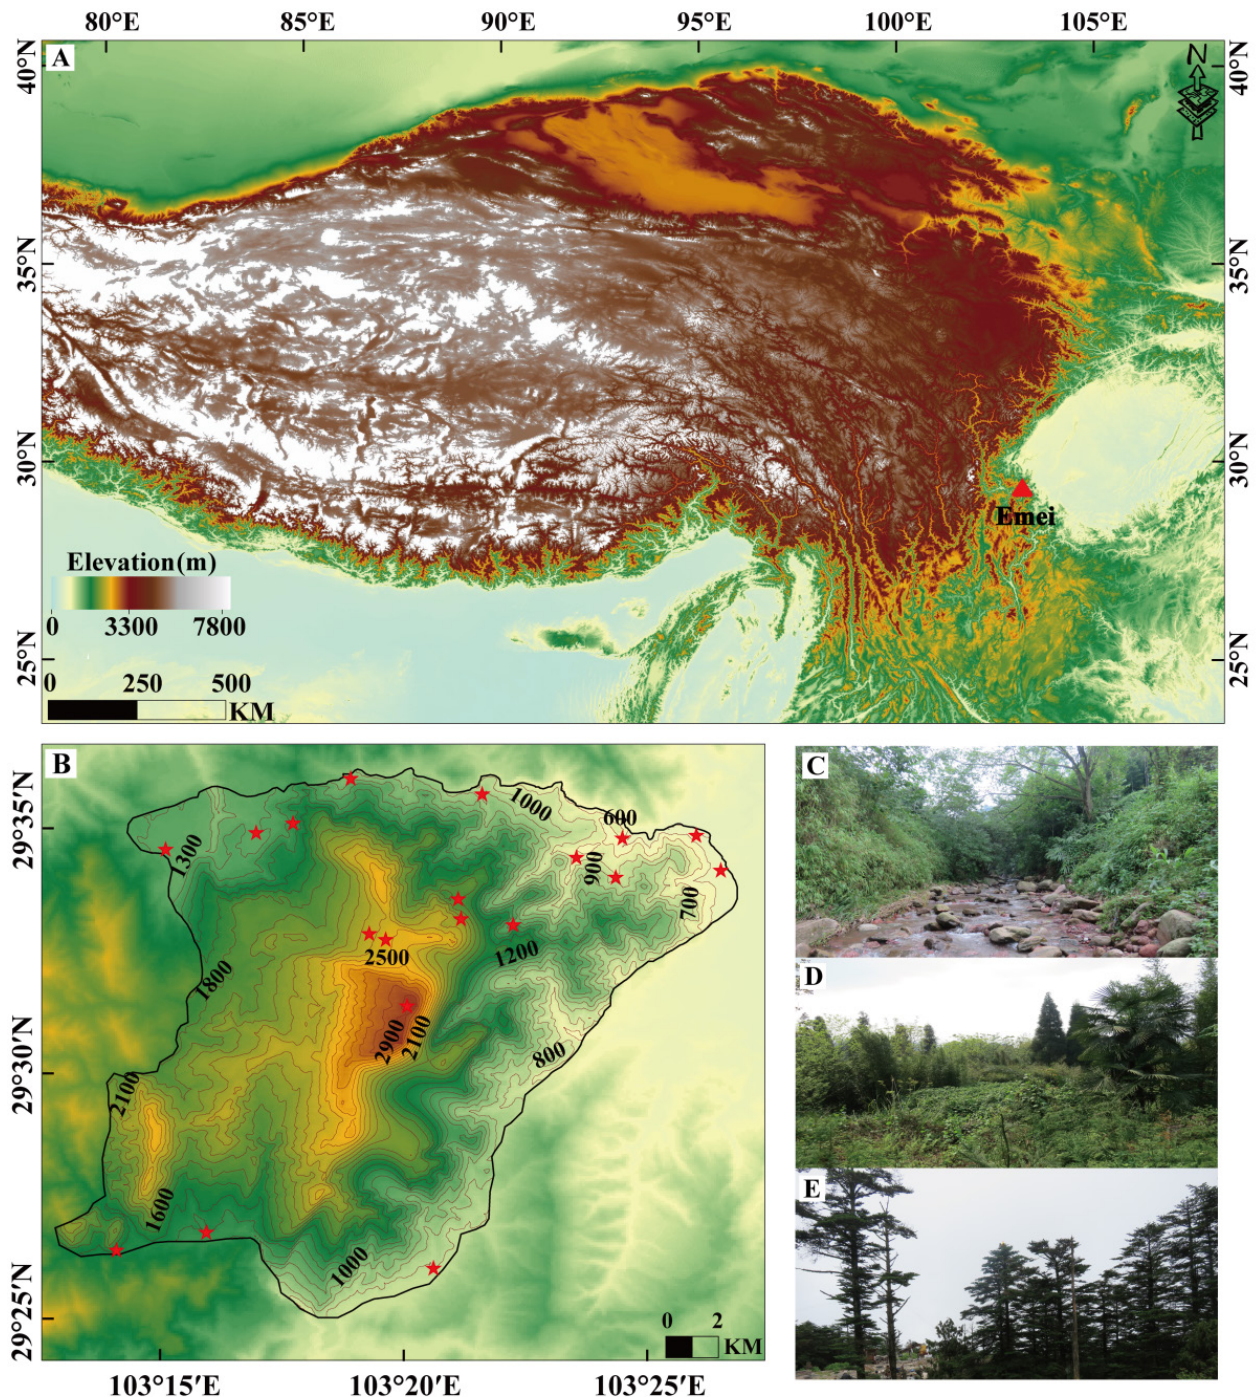 80°E 85°E 90°E 95°E 100°E 105°E
A
N
40°N 40°N
35°N 35°N
30°N 30°N
25°N 25°N
Emei
Elevation(m)
0 3300 7800
0 250 500
KM
B
C
D
E
29°35′N
29°30′N
29°25′N
1000
600
1300
900
700
2500
1200
1800
2900
2100
800
2100
1600
1000
0 2
KM
103°15′E 103°20′E 103°25′E